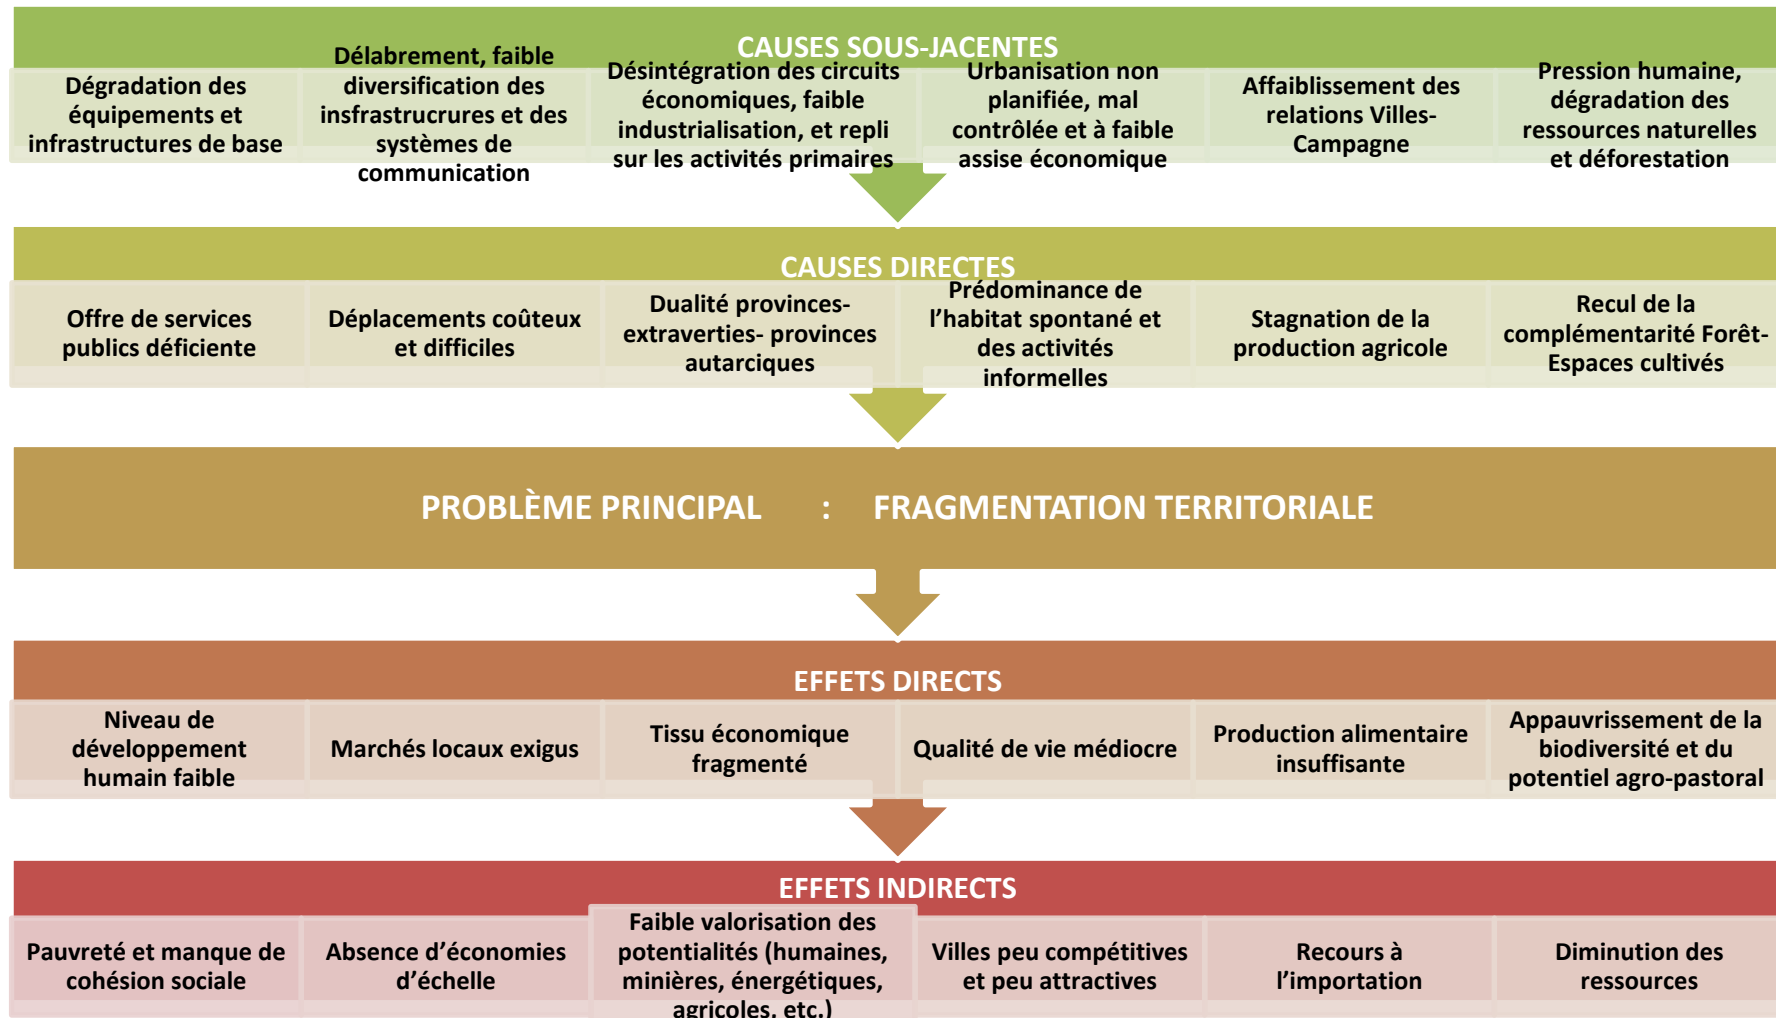 CAUSES SOUS-JACENTES
Dégradation des
équipements et
infrastructures de base
Délabrement, faible
diversification des
insfrastrucrures et des
systèmes de
communication
Désintégration des circuits
économiques, faible
industrialisation, et repli
sur les activités primaires
Urbanisation non
planifiée, mal
contrôlée et à faible
assise économique
Affaiblissement des
relations Villes-
Campagne
Pression humaine,
dégradation des
ressources naturelles
et déforestation
CAUSES DIRECTES
Offre de services
publics déficiente
Déplacements coûteux
et difficiles
Dualité provinces-
extraverties- provinces
autarciques
Prédominance de
l’habitat spontané et
des activités
informelles
Stagnation de la
production agricole
Recul de la
complémentarité Forêt-
Espaces cultivés
PROBLÈME PRINCIPAL : FRAGMENTATION TERRITORIALE
EFFETS DIRECTS
Niveau de
développement
humain faible
Marchés locaux exigus
Tissu économique
fragmenté
Qualité de vie médiocre
Production alimentaire
insuffisante
Appauvrissement de la
biodiversité et du
potentiel agro-pastoral
EFFETS INDIRECTS
Pauvreté et manque de
cohésion sociale
Absence d’économies
d’échelle
Faible valorisation des
potentialités (humaines,
minières, énergétiques,
agricoles, etc.)
Villes peu compétitives
et peu attractives
Recours à
l’importation
Diminution des
ressources